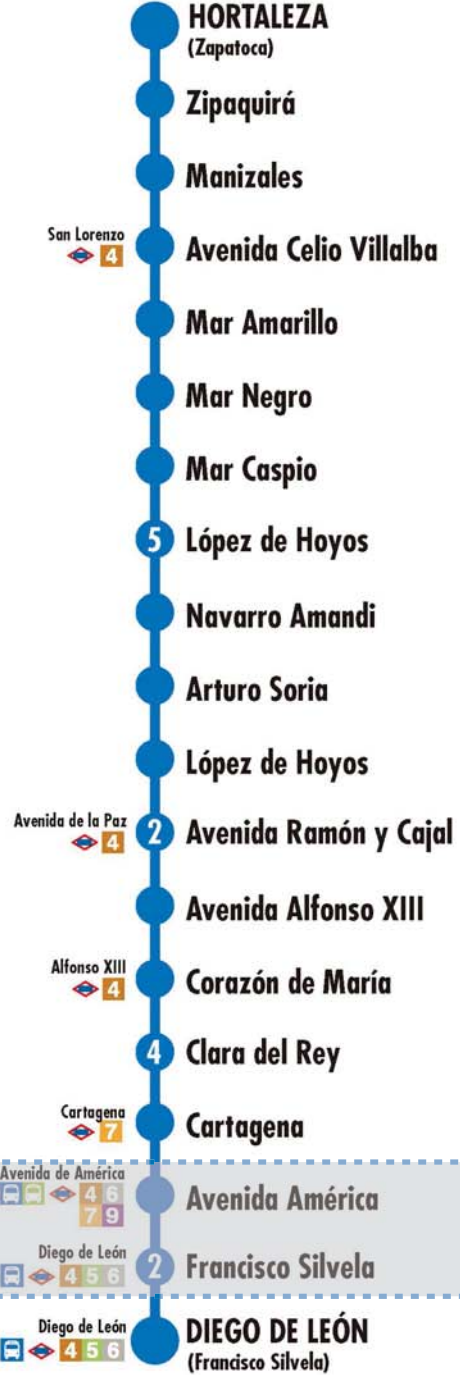 HORTALEZA
(Zapatoca)
Zipaquirá
Manizales
San Lorenzo
4
Avenida Celio Villalba
Mar Amarillo
Mar Negro
Mar Caspio
5 López de Hoyos
Navarro Amandi
Arturo Soria
López de Hoyos
Avenida de la Paz
4
2 Avenida Ramón y Cajal
Avenida Alfonso XIII
Alfonso XIII
4
Corazón de María
4 Clara del Rey
Cartagena
7
Cartagena
Avenida de América
4 6
7 9
Avenida América
Diego de León
4 5 6
2 Francisco Silvela
Diego de León
4 5 6
DIEGO DE LEÓN
(Francisco Silvela)